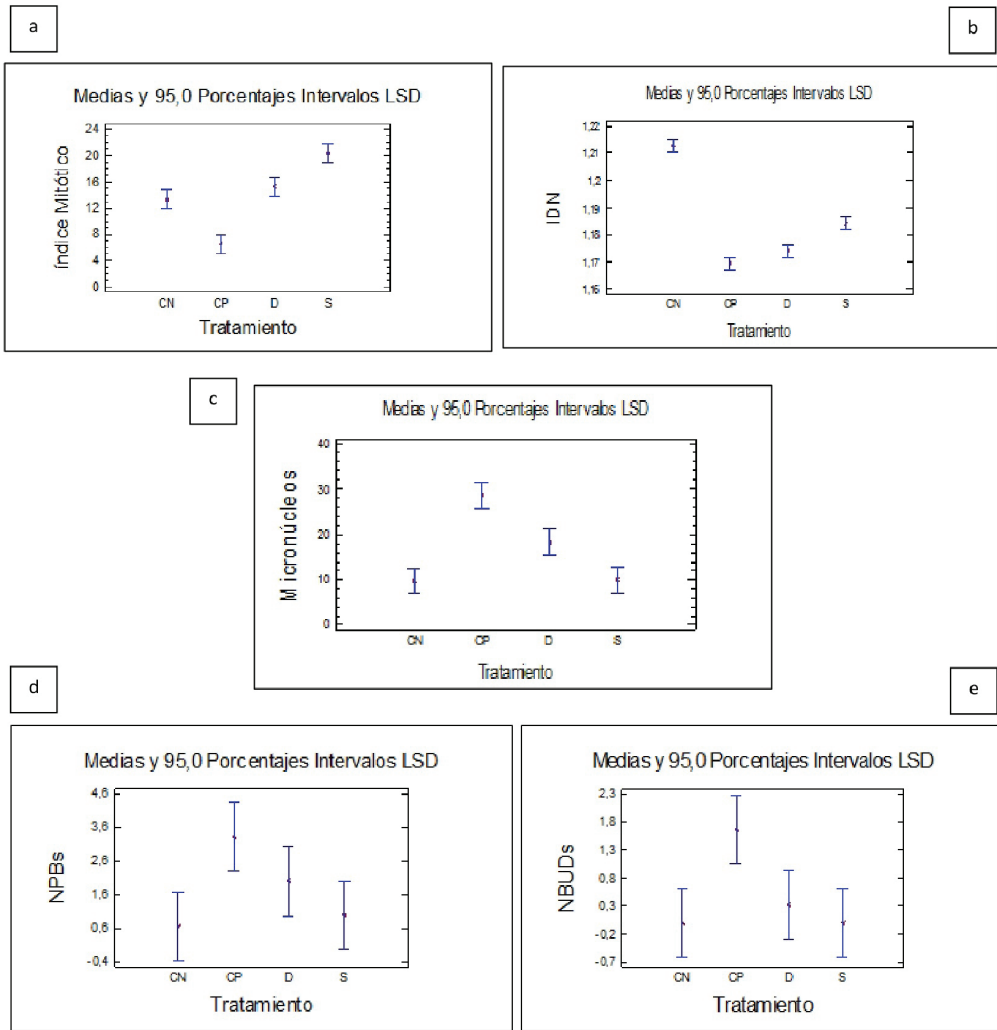 a
b
Medias y 95,0 Porcentajes Intervalos LSD
Índice Mitótico
24
20
16
12
8
4
0
CN CP D S
Tratamiento
Medias y 95,0 Porcentajes Intervalos LSD
IDN
1,22
1,21
1,2
1,19
1,18
1,17
1,16
CN CP D S
Tratamiento
c
Medias y 95,0 Porcentajes Intervalos LSD
Micronúcleos
40
30
20
10
0
CN CP D S
Tratamiento
d
e
Medias y 95,0 Porcentajes Intervalos LSD
NPBs
4,6
3,6
2,6
1,6
0,6
-0,4
CN CP D S
Tratamiento
Medias y 95,0 Porcentajes Intervalos LSD
NBUDs
2,3
1,8
1,3
0,8
0,3
-0,2
-0,7
CN CP D S
Tratamiento